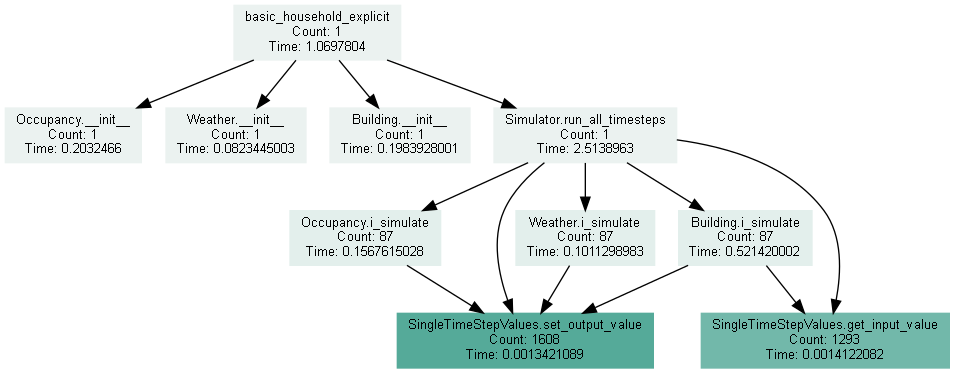 basic_household_explicit
Count: 1
Time: 1.0697804
Occupancy.__init__
Count: 1
Time: 0.2032466
Weather.__init__
Count: 1
Time: 0.0823445003
Building.__init__
Count: 1
Time: 0.1983928001
Simulator.run_all_timesteps
Count: 1
Time: 2.5138963
Occupancy.i_simulate
Count: 87
Time: 0.1567615028
Weather.i_simulate
Count: 87
Time: 0.1011298983
Building.i_simulate
Count: 87
Time: 0.521420002
SingleTimeStepValues.set_output_value
Count: 1608
Time: 0.0013421089
SingleTimeStepValues.get_input_value
Count: 1293
Time: 0.0014122082